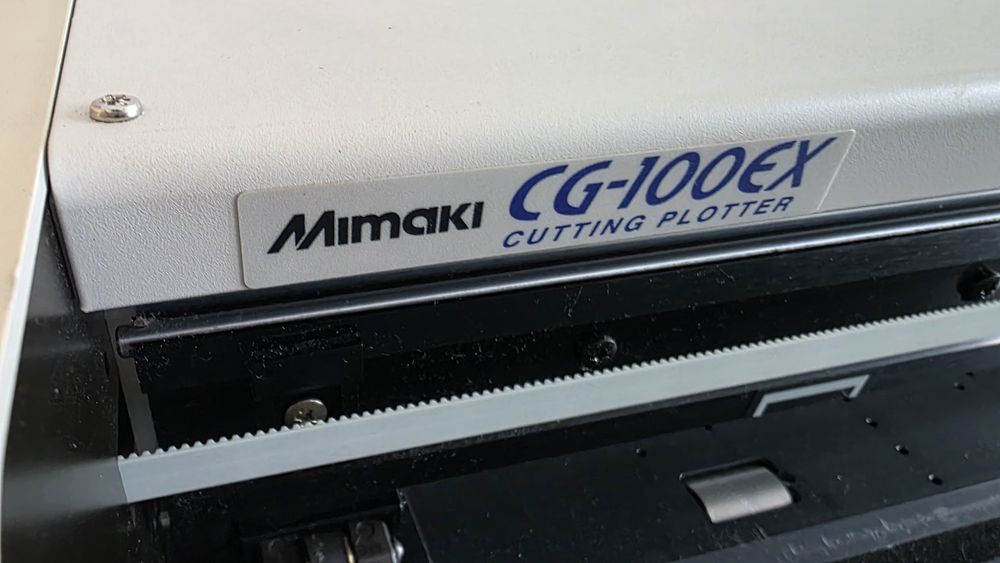 Mimaki CG-100EX
CUTTING PLOTTER